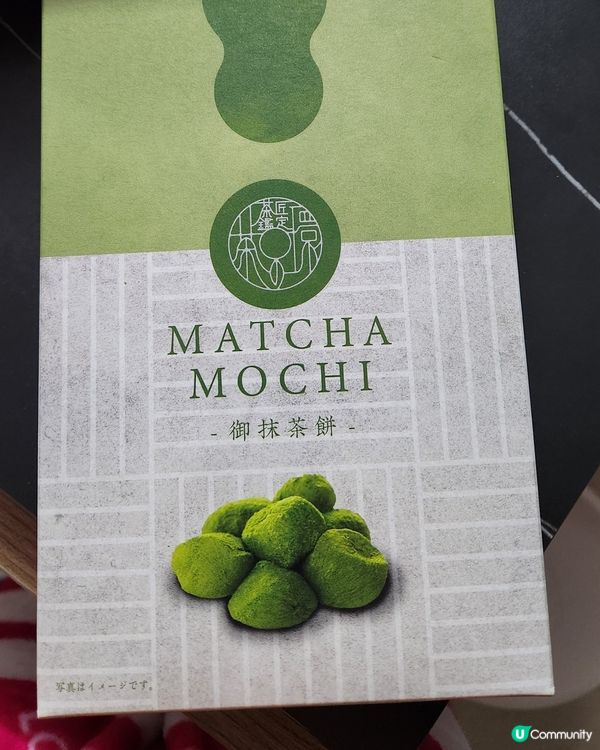 茶匠
鑑定
MATCHA
MOCHI
- 御抹茶餅 -
写真はイメージです。
U Community